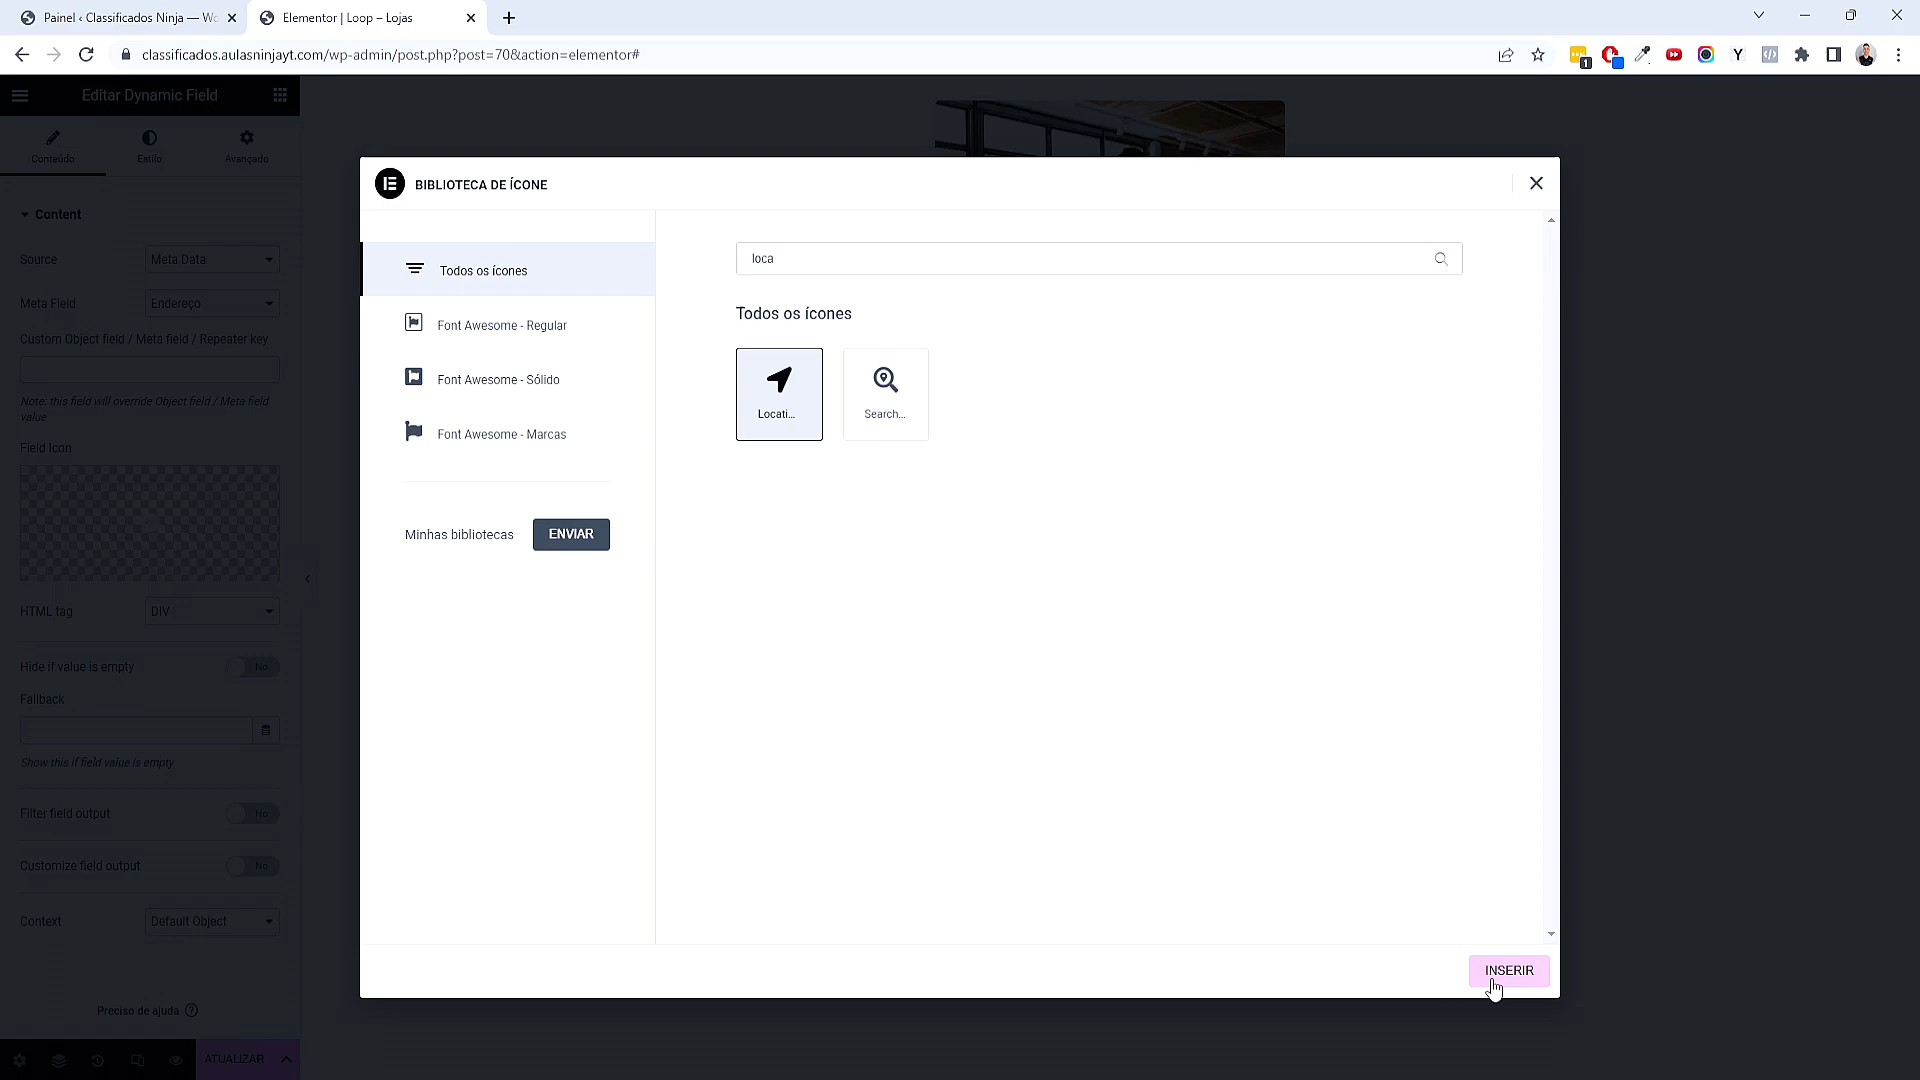 Painel ‹ Classificados Ninja — Wo
Elementor | Loop – Lojas
classificados.aulasninjayt.com/wp-admin/post.php?post=70&action=elementor#
1
Y
Editar Dynamic Field
Conteúdo
Estilo
Avançado
Content
Source
Meta Data
Meta Field
Endereço
Custom Object field / Meta field / Repeater key
Note: this field will override Object field / Meta field
value
Field Icon
HTML tag
DIV
Hide if value is empty
No
Fallback
Show this if field value is empty
Filter field output
No
Customize field output
No
Context
Default Object
Preciso de ajuda
ATUALIZAR
BIBLIOTECA DE ÍCONE
Todos os ícones
Font Awesome - Regular
Font Awesome - Sólido
Font Awesome - Marcas
Minhas bibliotecas
ENVIAR
loca
Todos os ícones
Locati...
Search...
INSERIR